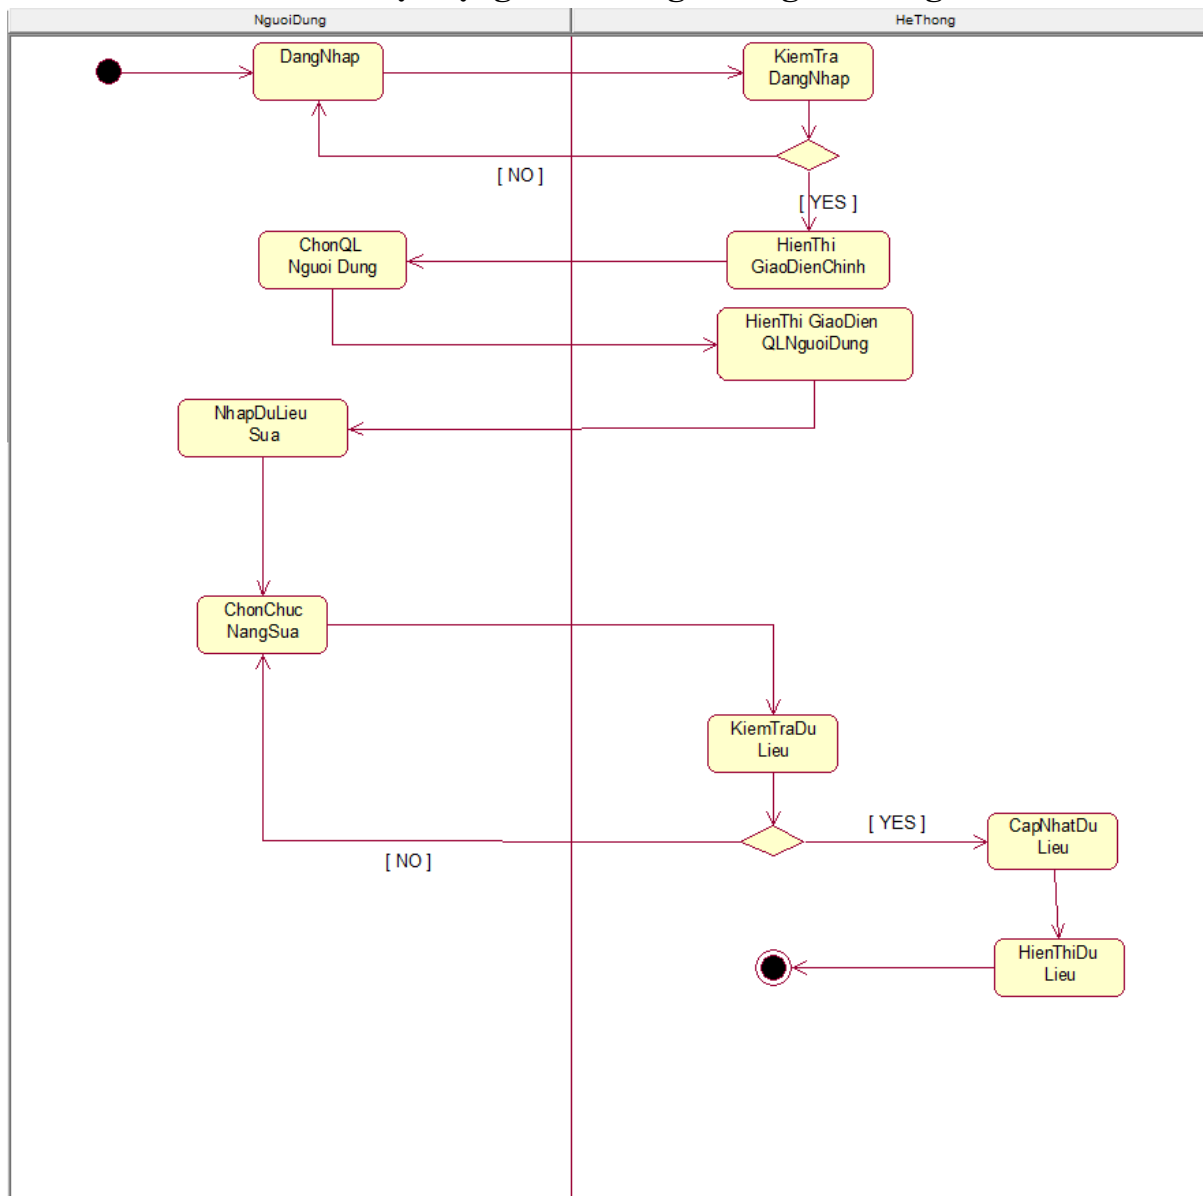 NguoiDung
HeThong
DangNhap
KiemTra
DangNhap
[ NO ]
[ YES ]
ChonQL
Nguoi Dung
HienThi
GiaoDienChinh
HienThi GiaoDien
QLNguoiDung
NhapDuLieu
Sua
ChonChuc
NangSua
KiemTraDu
Lieu
[ YES ]
[ NO ]
CapNhatDu
Lieu
HienThiDu
Lieu